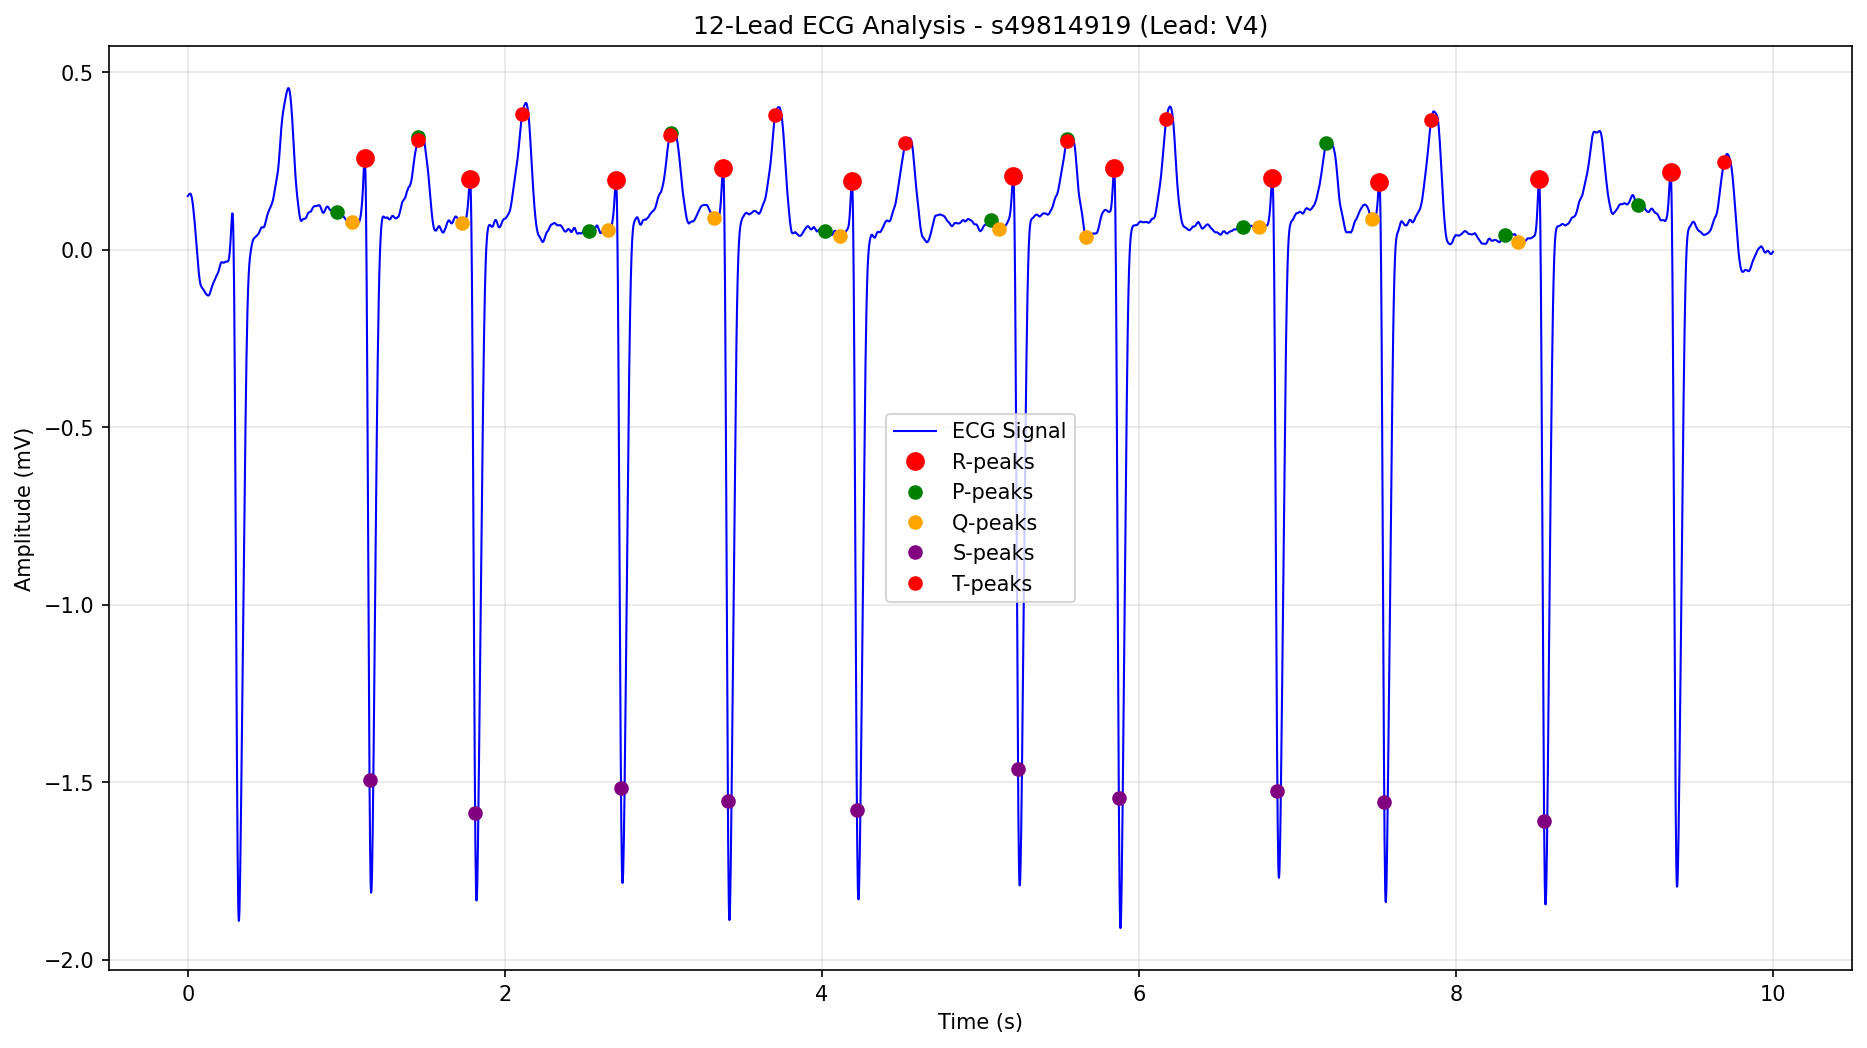 12-Lead ECG Analysis - s49814919 (Lead: V4)
Amplitude (mV)
0.5
0.0
−0.5
−1.0
−1.5
−2.0
ECG Signal
R-peaks
P-peaks
Q-peaks
S-peaks
T-peaks
0 2 4 6 8 10
Time (s)